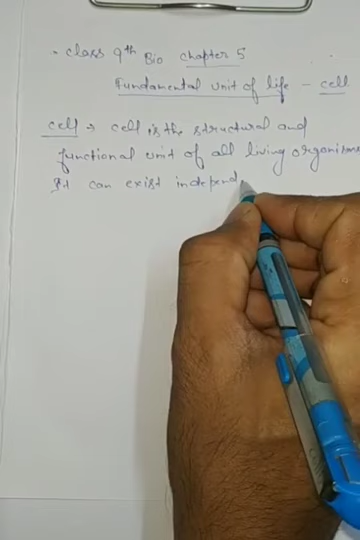 • Class 9th Bio Chapter 5
Fundamental unit of life - cell
cell → cell is the structural and
functional unit of all living organisms
It can exist independ